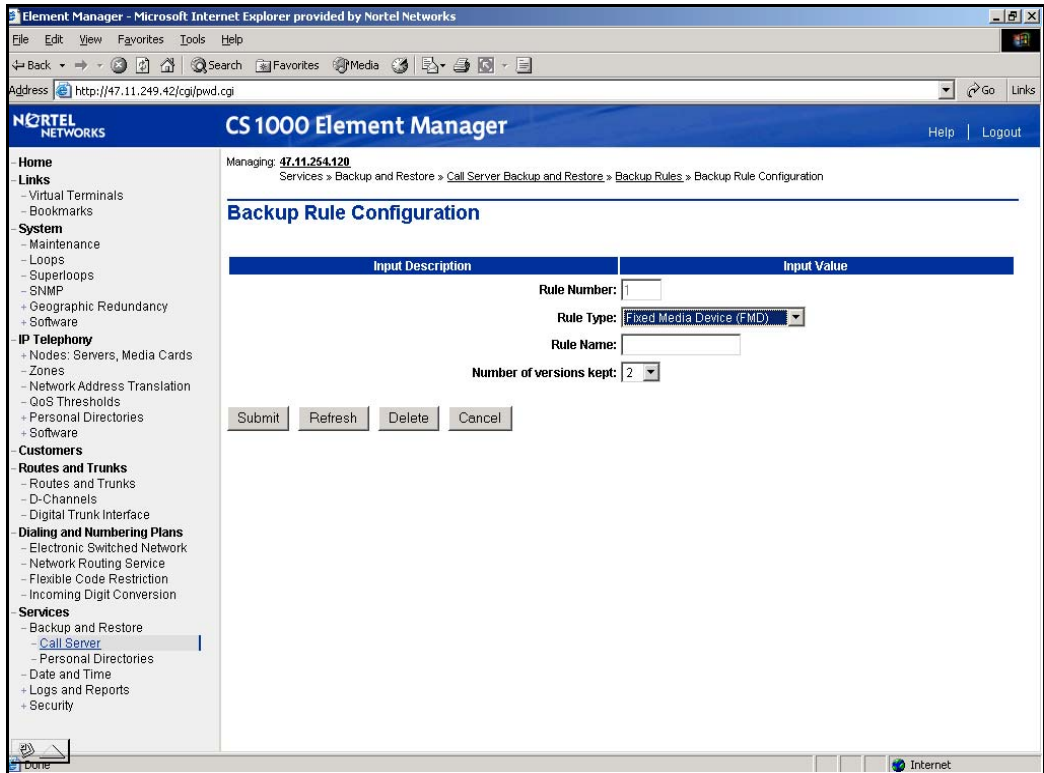 Element Manager - Microsoft Internet Explorer provided by Nortel Networks
File Edit View Favorites Tools Help
Back Search Favorites Media
Address http://47.11.249.42/cgi/pwd.cgi Go Links
NORTEL NETWORKS
CS 1000 Element Manager
Help | Logout
- Home
- Links
- Virtual Terminals
- Bookmarks
- System
- Maintenance
- Loops
- Superloops
- SNMP
+ Geographic Redundancy
+ Software
- IP Telephony
+ Nodes: Servers, Media Cards
- Zones
- Network Address Translation
- QoS Thresholds
+ Personal Directories
+ Software
- Customers
- Routes and Trunks
- Routes and Trunks
- D-Channels
- Digital Trunk Interface
- Dialing and Numbering Plans
- Electronic Switched Network
- Network Routing Service
- Flexible Code Restriction
- Incoming Digit Conversion
- Services
- Backup and Restore
- Call Server
- Personal Directories
- Date and Time
+ Logs and Reports
+ Security
Managing: 47.11.254.120
Services » Backup and Restore » Call Server Backup and Restore » Backup Rules » Backup Rule Configuration
Backup Rule Configuration
Input Description Input Value
Rule Number: 1
Rule Type: Fixed Media Device (FMD)
Rule Name:
Number of versions kept: 2
Submit Refresh Delete Cancel
Done Internet